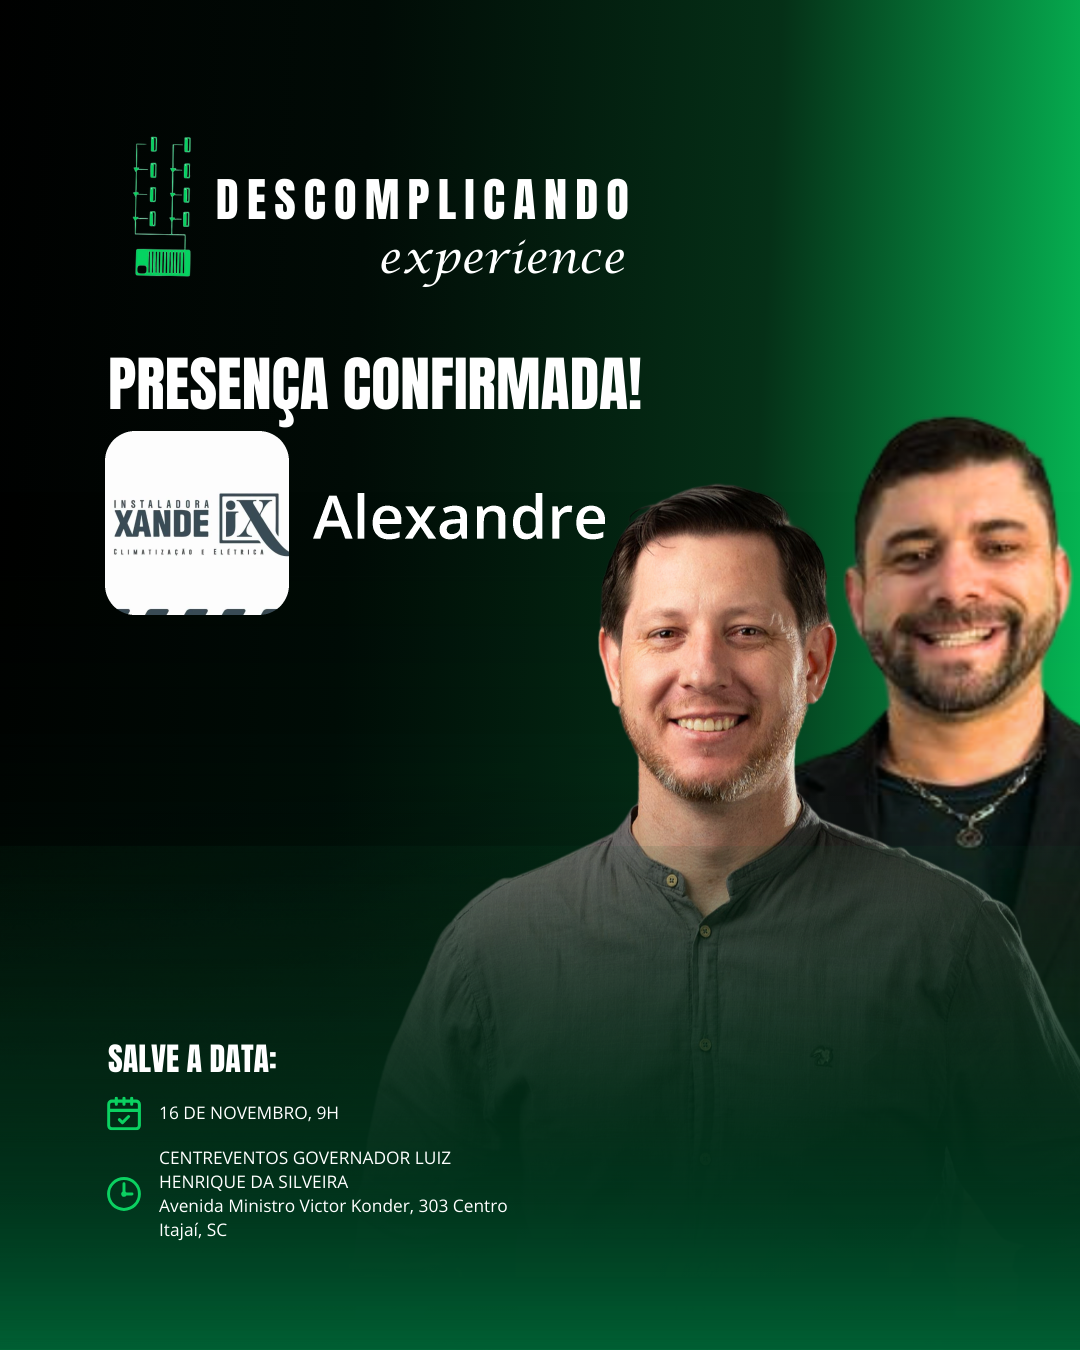 DESCOMPLICANDO
experience
PRESENÇA CONFIRMADA!
INSTALADORA
XANDE iX
CLIMATIZAÇÃO E ELÉTRICA
Alexandre
SALVE A DATA:
16 DE NOVEMBRO, 9H
CENTREVENTOS GOVERNADOR LUIZ
HENRIQUE DA SILVEIRA
Avenida Ministro Victor Konder, 303 Centro
Itajaí, SC